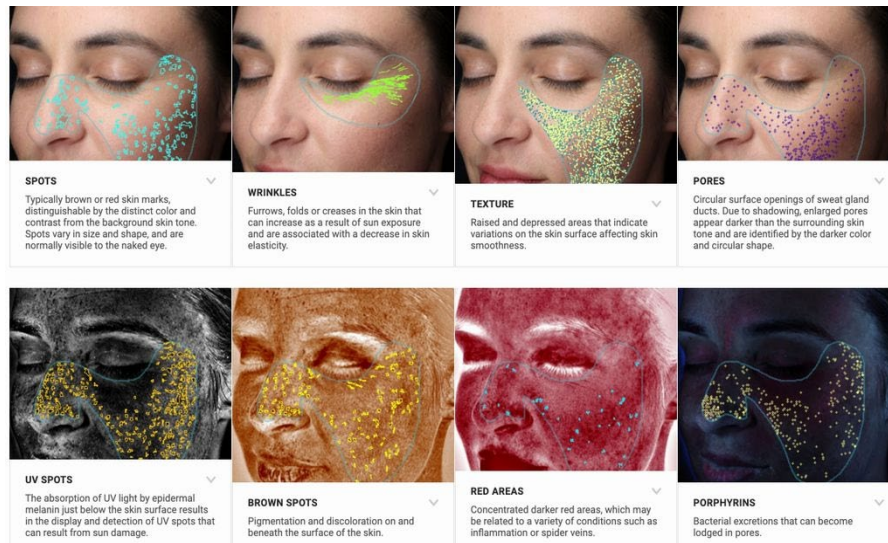 SPOTS
Typically brown or red skin marks,
distinguishable by the distinct color and
contrast from the background skin tone.
Spots vary in size and shape, and are
normally visible to the naked eye.
WRINKLES
Furrows, folds or creases in the skin that
can increase as a result of sun exposure
and are associated with a decrease in skin
elasticity.
TEXTURE
Raised and depressed areas that indicate
variations on the skin surface affecting skin
smoothness.
PORES
Circular surface openings of sweat gland
ducts. Due to shadowing, enlarged pores
appear darker than the surrounding skin
tone and are identified by the darker color
and circular shape.
UV SPOTS
The absorption of UV light by epidermal
melanin just below the skin surface results
in the display and detection of UV spots that
can result from sun damage.
BROWN SPOTS
Pigmentation and discoloration on and
beneath the surface of the skin.
RED AREAS
Concentrated darker red areas, which may
be related to a variety of conditions such as
inflammation or spider veins.
PORPHYRINS
Bacterial excretions that can become
lodged in pores.